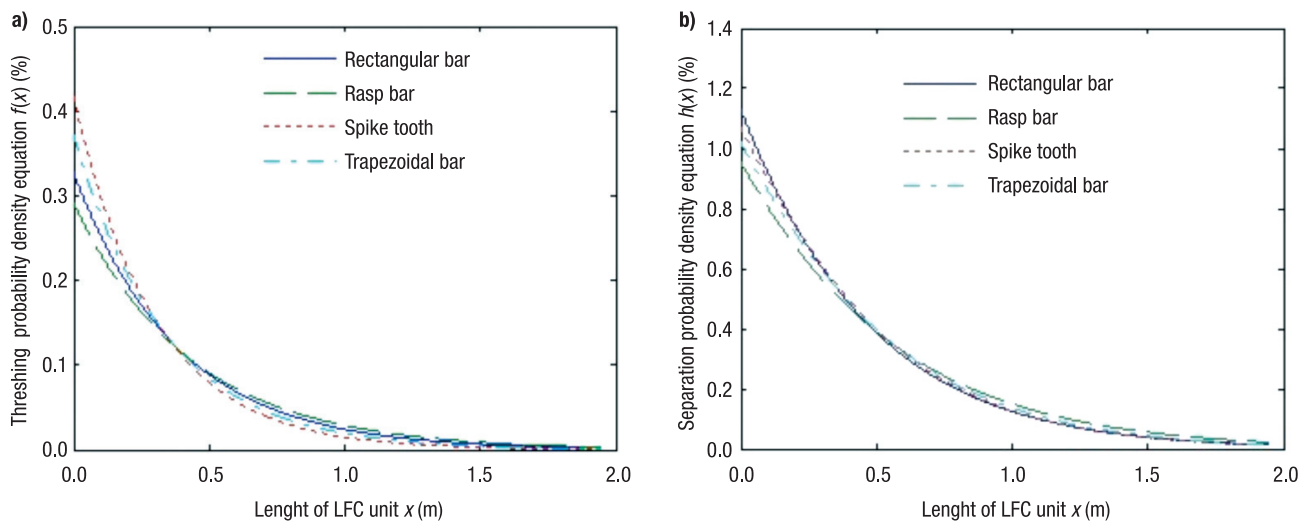 a)
Threshing probability density equation f(x) (%)
0.5
0.4
0.3
0.2
0.1
0.0
Rectangular bar
Rasp bar
Spike tooth
Trapezoidal bar
0.0 0.5 1.0 1.5 2.0
Lenght of LFC unit x (m)
b)
Separation probability density equation h(x) (%)
1.4
1.2
1.0
0.8
0.6
0.4
0.2
0.0
Rectangular bar
Rasp bar
Spike tooth
Trapezoidal bar
0.0 0.5 1.0 1.5 2.0
Lenght of LFC unit x (m)